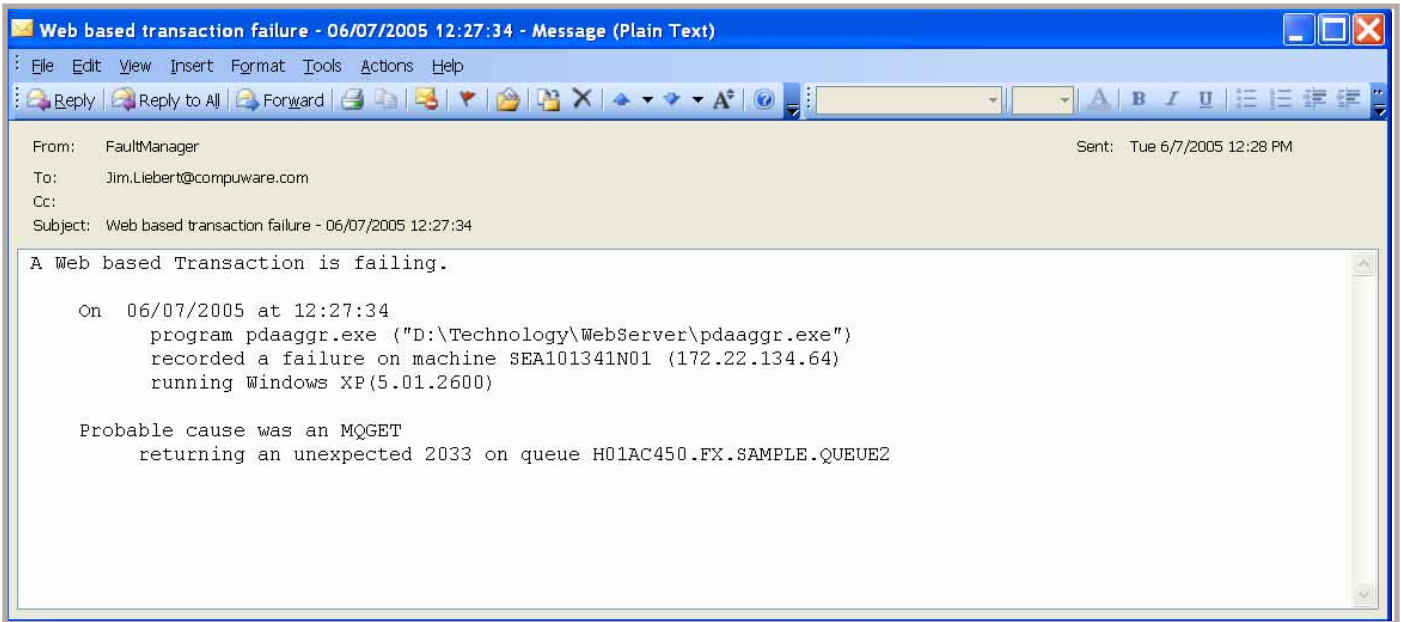 Web based transaction failure - 06/07/2005 12:27:34 - Message (Plain Text)
File Edit View Insert Format Tools Actions Help
Reply Reply to All Forward A B I U
From: FaultManager Sent: Tue 6/7/2005 12:28 PM
To: Jim.Liebert@compuware.com
Cc:
Subject: Web based transaction failure - 06/07/2005 12:27:34
A Web based Transaction is failing.
On 06/07/2005 at 12:27:34
program pdaaggr.exe ("D:\Technology\WebServer\pdaaggr.exe")
recorded a failure on machine SEA101341N01 (172.22.134.64)
running Windows XP(5.01.2600)
Probable cause was an MQGET
returning an unexpected 2033 on queue H01AC450.FX.SAMPLE.QUEUE2